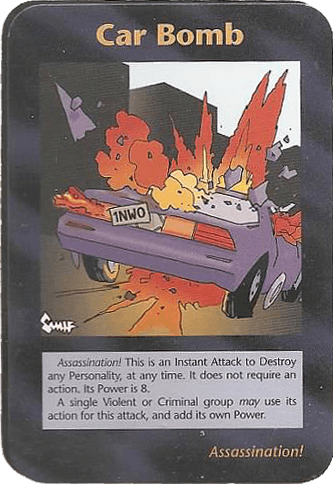 Car Bomb
1NWO
Assassination! This is an Instant Attack to Destroy
any Personality, at any time. It does not require an
action. Its Power is 8.
A single Violent or Criminal group may use its
action for this attack, and add its own Power.
Assassination!